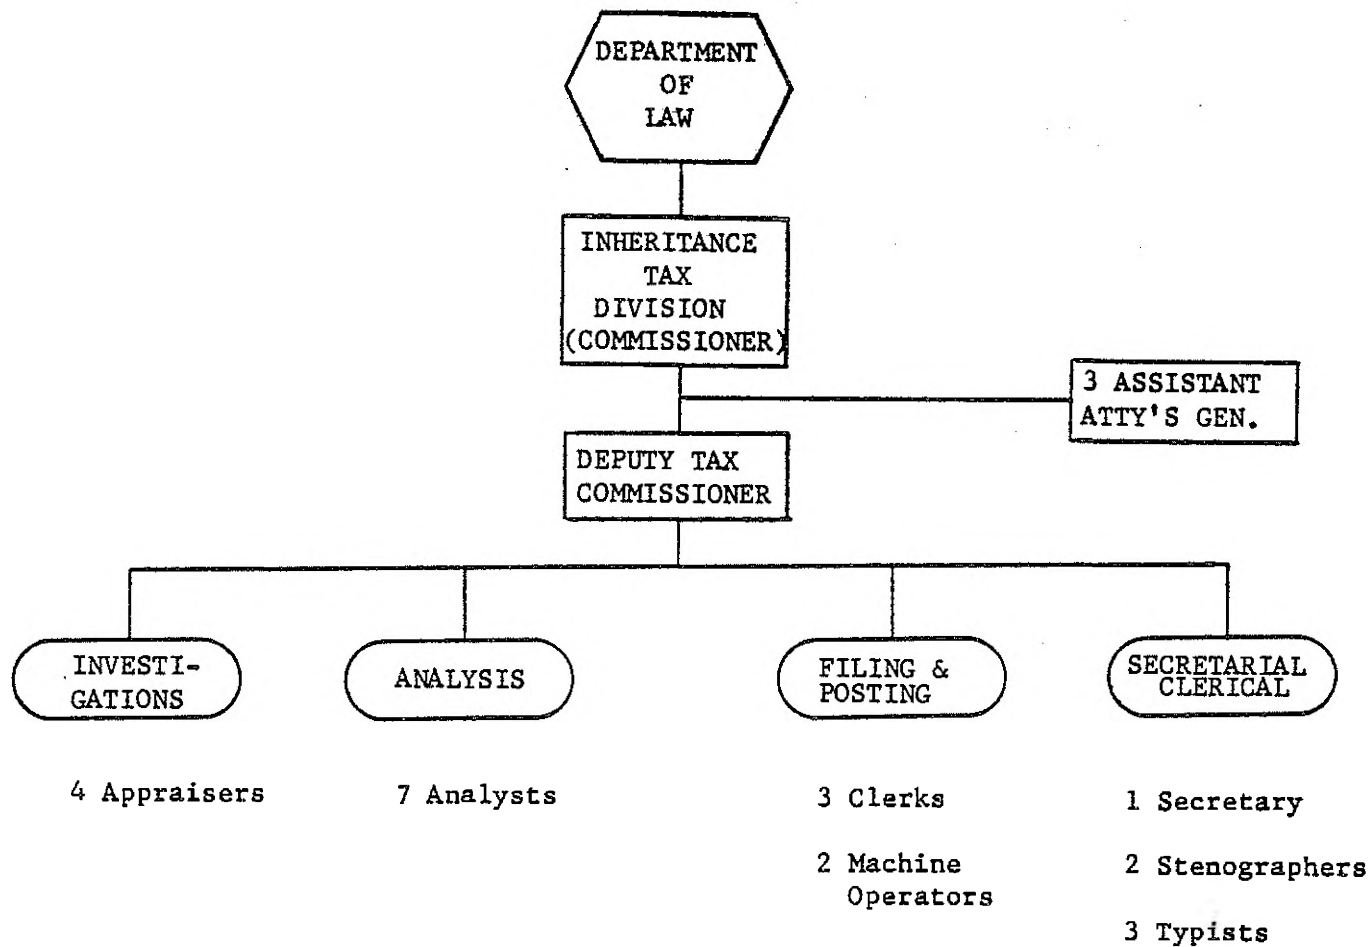 DEPARTMENT
OF
LAW
INHERITANCE
TAX
DIVISION
(COMMISSIONER)
3 ASSISTANT
ATTY'S GEN.
DEPUTY TAX
COMMISSIONER
INVESTI-
GATIONS
ANALYSIS
FILING &
POSTING
SECRETARIAL
CLERICAL
4 Appraisers
7 Analysts
3 Clerks
2 Machine
Operators
1 Secretary
2 Stenographers
3 Typists